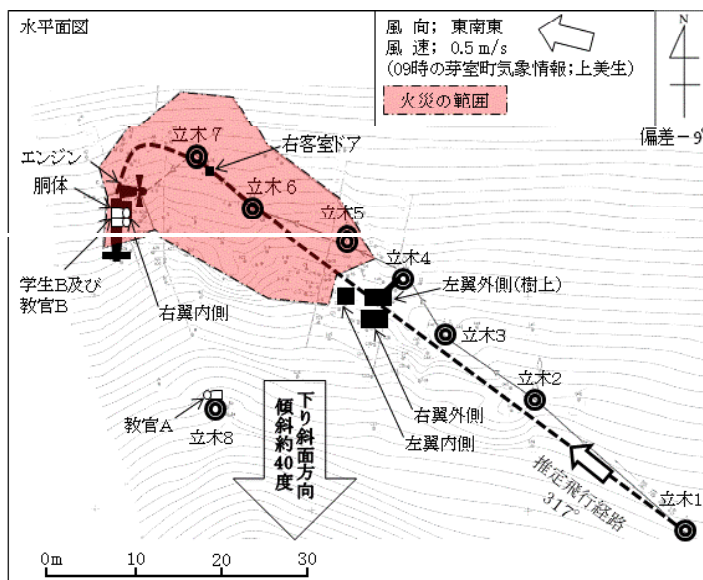 水平面図
風 向; 東南東
風 速; 0.5 m/s
(09時の芽室町気象情報;上美生)
火災の範囲
N
偏差－9°
立木7
右客室ドア
エンジン
胴体
立木6
立木5
立木4
学生B及び
教官B
右翼内側
左翼外側(樹上)
立木3
立木2
右翼外側
左翼内側
教官A
立木8
下り斜面方向
傾斜約40度
推定飛行経路
317°
立木1
0m 10 20 30